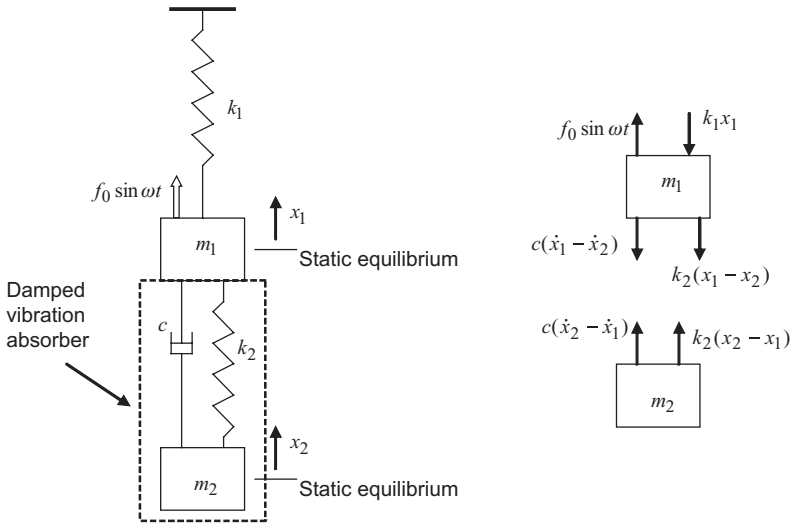 k₁
f₀ sin ωt
x₁
m₁
Static equilibrium
Damped
vibration
absorber
c
k₂
x₂
m₂
Static equilibrium
f₀ sin ωt
k₁x₁
m₁
c(ẋ₁ − ẋ₂)
k₂(x₁ − x₂)
c(ẋ₂ − ẋ₁)
k₂(x₂ − x₁)
m₂